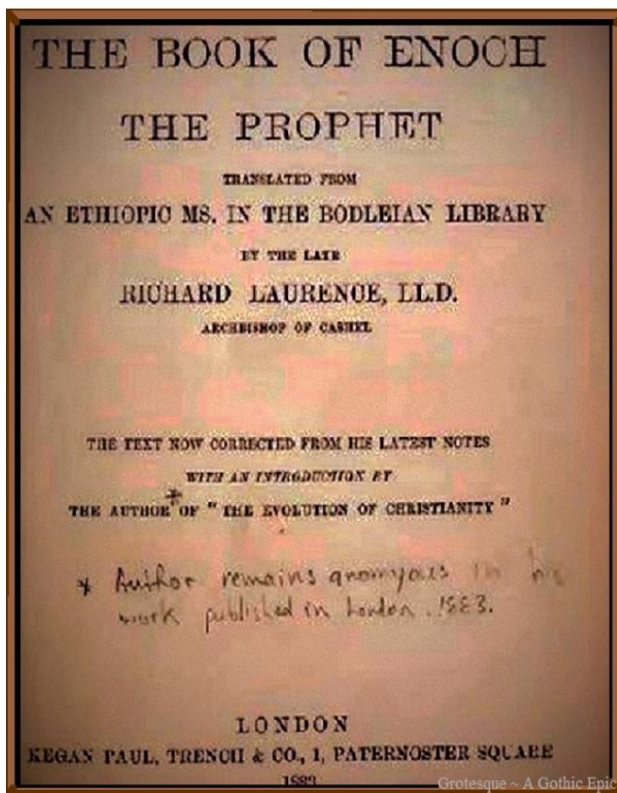 THE BOOK OF ENOCH
THE PROPHET
TRANSLATED FROM
AN ETHIOPIC MS. IN THE BODLEIAN LIBRARY
BY THE LATE
RICHARD LAURENCE, LL.D.
ARCHBISHOP OF CASHEL
THE TEXT NOW CORRECTED FROM HIS LATEST NOTES
WITH AN INTRODUCTION BY
THE AUTHOR* OF "THE EVOLUTION OF CHRISTIANITY"
* Author remains anomyous in his
work published in London. 1883.
LONDON
KEGAN PAUL, TRENCH & CO., 1, PATERNOSTER SQUARE
1883
Grotesque ~ A Gothic Epic